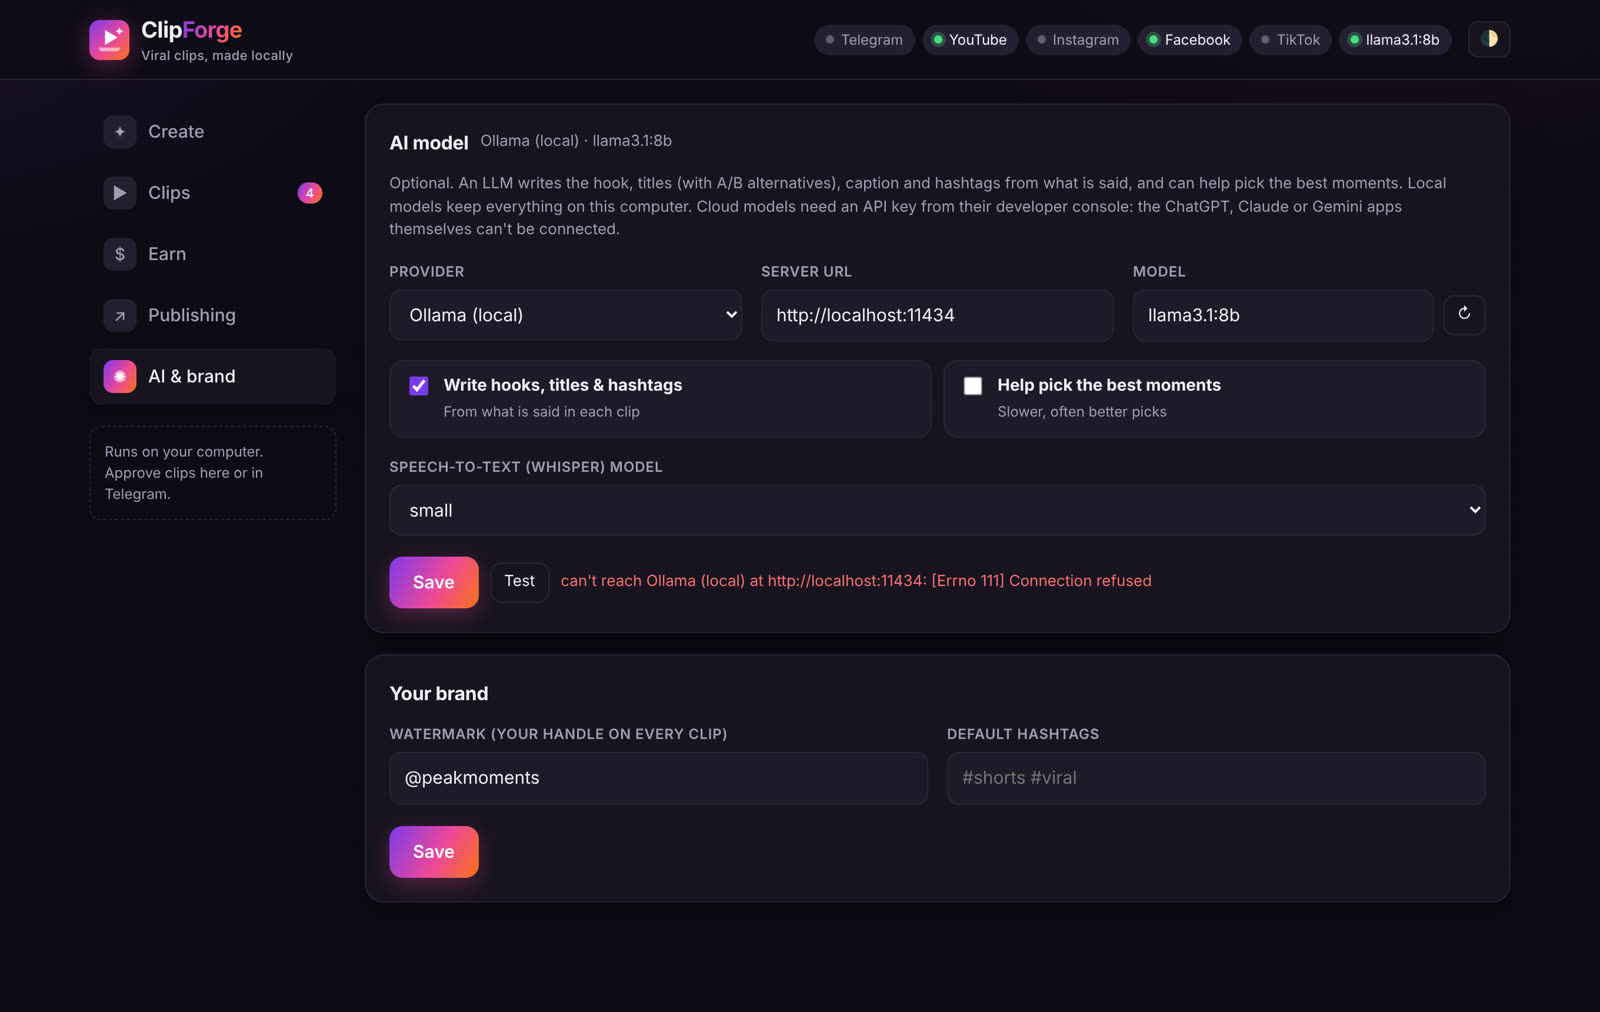 ClipForge
Viral clips, made locally
Telegram
YouTube
Instagram
Facebook
TikTok
llama3.1:8b
Create
Clips
4
$ Earn
Publishing
AI & brand
Runs on your computer.
Approve clips here or in
Telegram.
AI model Ollama (local) · llama3.1:8b
Optional. An LLM writes the hook, titles (with A/B alternatives), caption and hashtags from what is said, and can help pick the best moments. Local
models keep everything on this computer. Cloud models need an API key from their developer console: the ChatGPT, Claude or Gemini apps
themselves can't be connected.
PROVIDER
SERVER URL
MODEL
Ollama (local)
http://localhost:11434
llama3.1:8b
Write hooks, titles & hashtags
From what is said in each clip
Help pick the best moments
Slower, often better picks
SPEECH-TO-TEXT (WHISPER) MODEL
small
Save
Test
can't reach Ollama (local) at http://localhost:11434: [Errno 111] Connection refused
Your brand
WATERMARK (YOUR HANDLE ON EVERY CLIP)
DEFAULT HASHTAGS
@peakmoments
#shorts #viral
Save